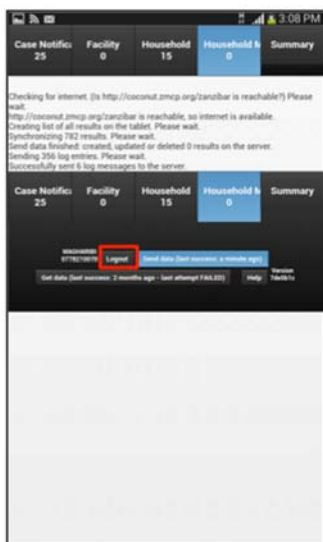 3:08 PM
Case Notific Facility Household Household M Summary
25 0 15 0
Checking for internet. (Is http://coconut.zmcp.org/zanzibar is reachable?) Please
wait.
http://coconut.zmcp.org/zanzibar is reachable, so internet is available.
Creating list of all results on the tablet. Please wait.
Synchronizing 782 results. Please wait.
Send data finished: created, updated or deleted 0 results on the server.
Sending 356 log entries. Please wait.
Successfully sent 6 log messages to the server.
Case Notific Facility Household Household M Summary
25 0 15 0
Logout Send data (last success: a minute ago)
Get data (last success: 2 months ago - last attempt FAILED) Help Version